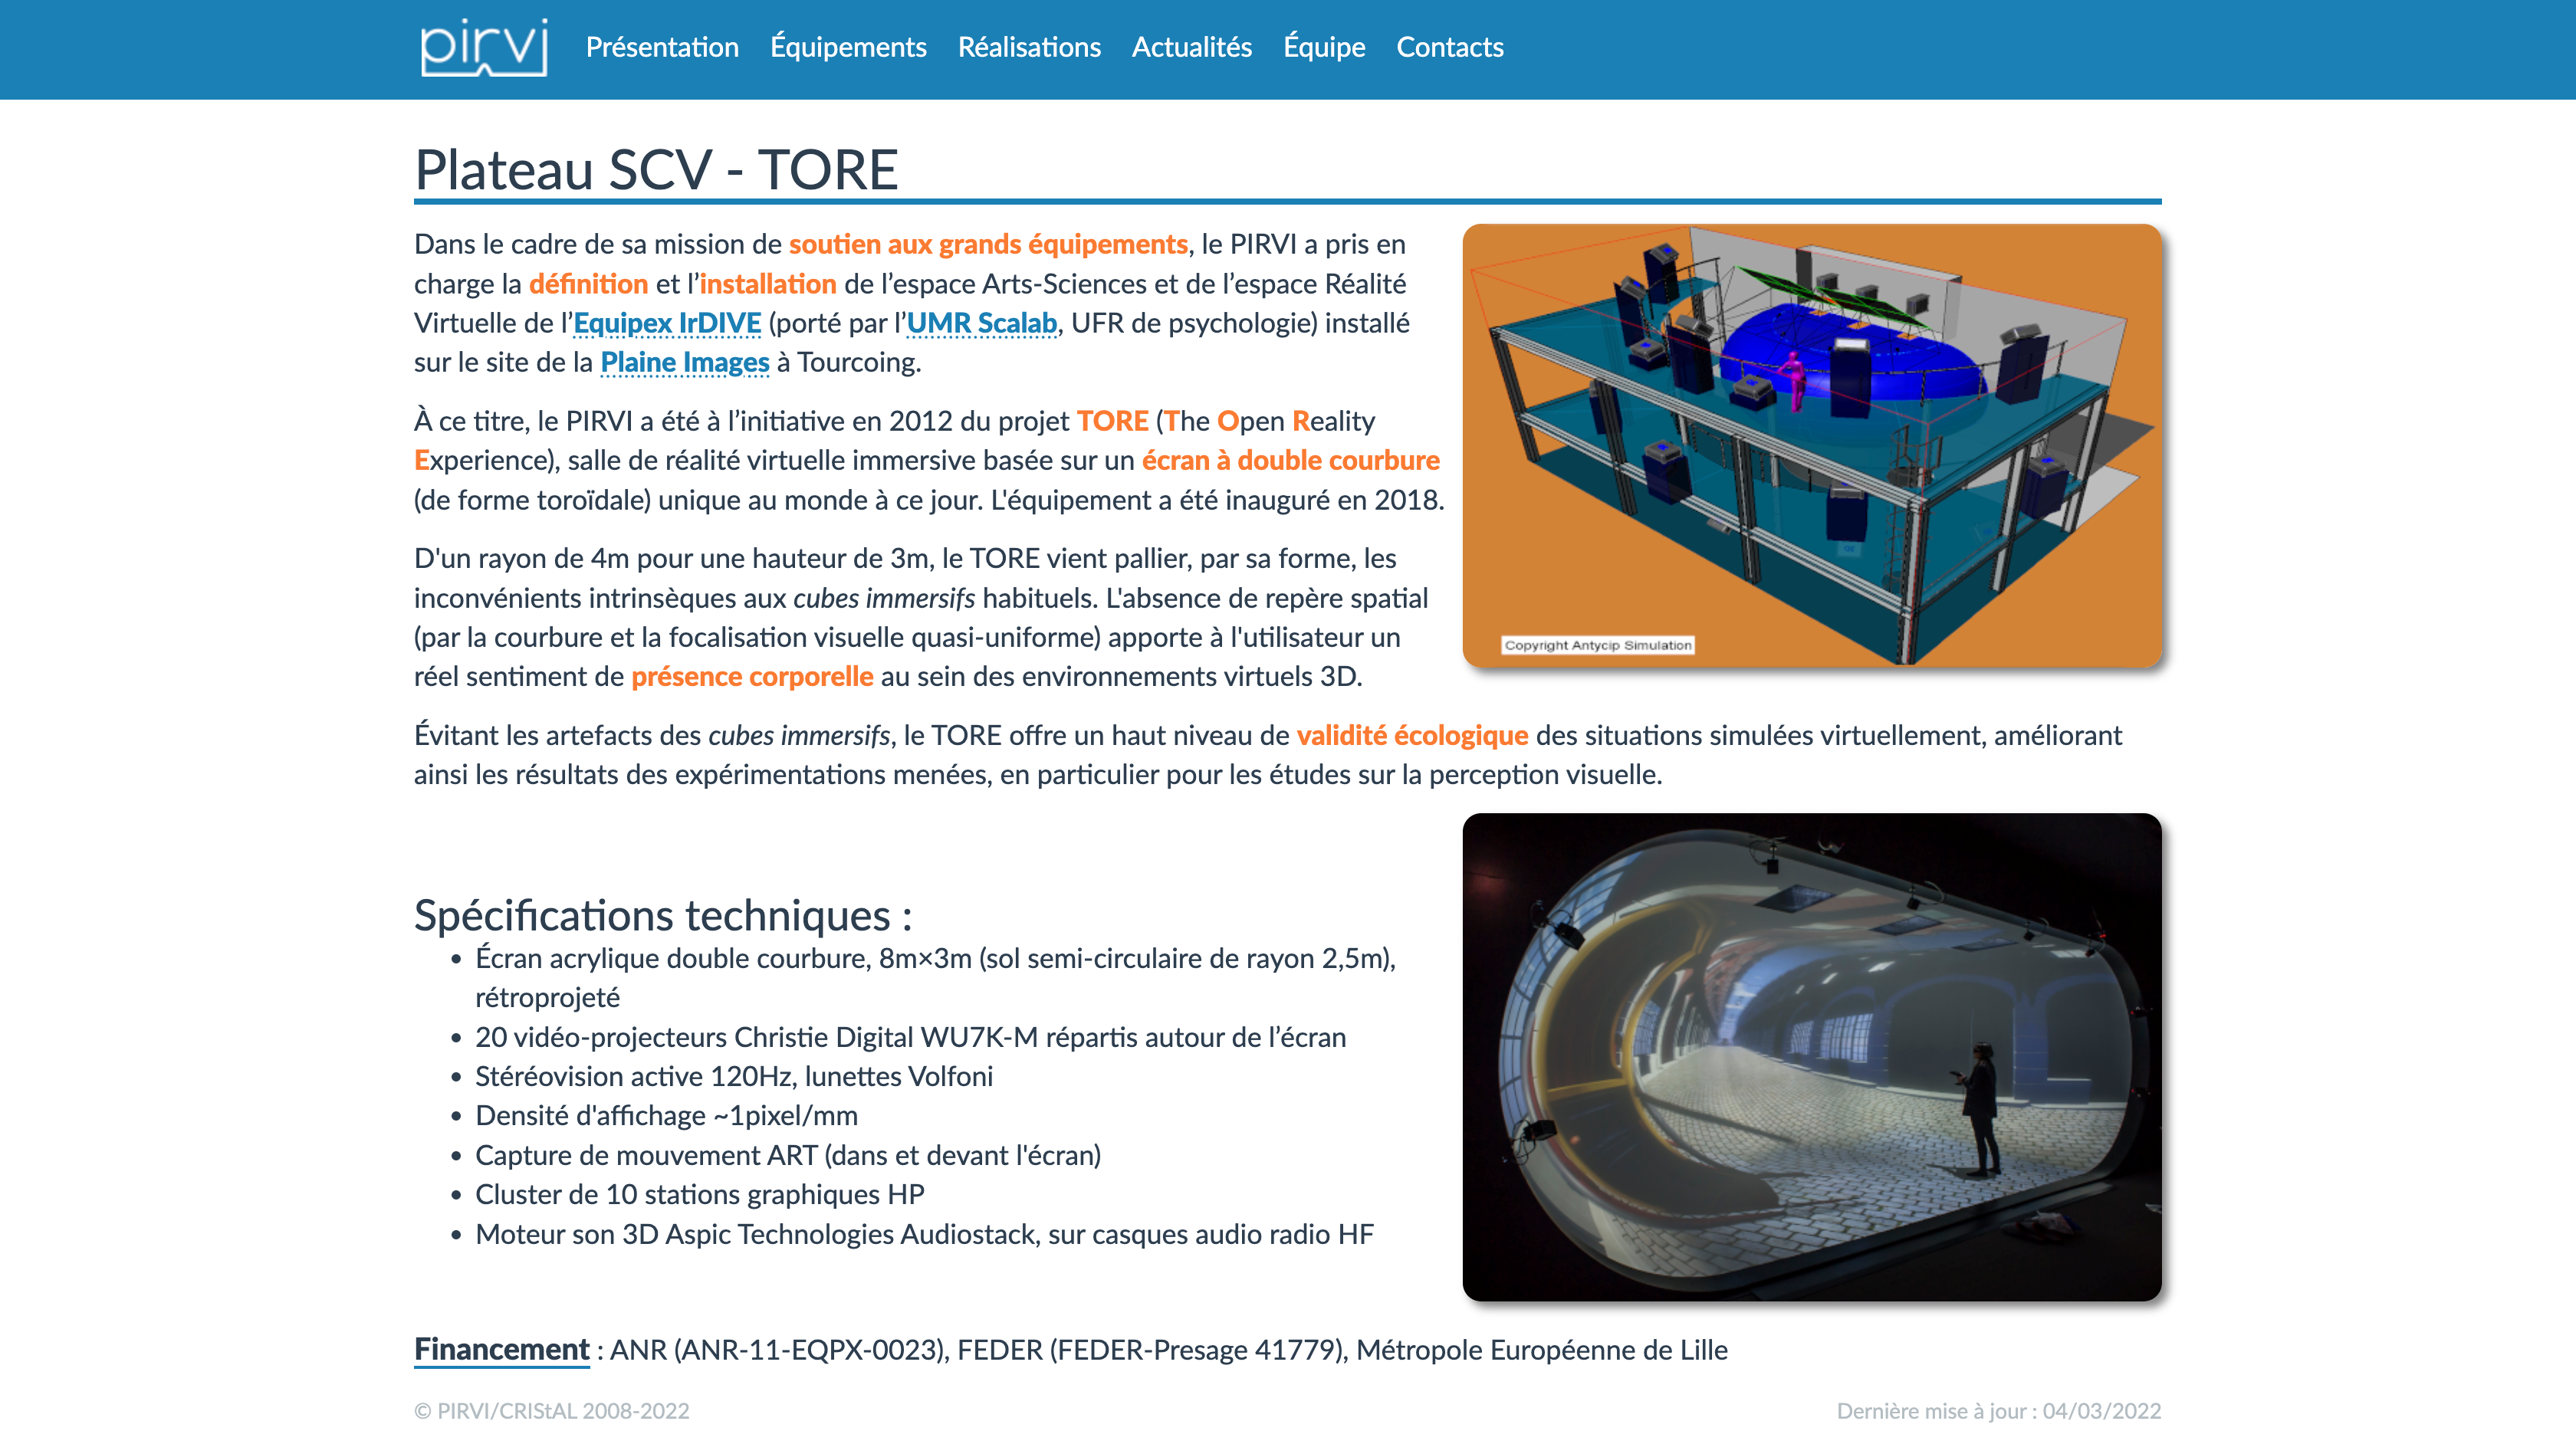 pirvi Présentation Équipements Réalisations Actualités Équipe Contacts
Plateau SCV - TORE
Dans le cadre de sa mission de soutien aux grands équipements, le PIRVI a pris en
charge la définition et l’installation de l’espace Arts-Sciences et de l’espace Réalité
Virtuelle de l’Equipex IrDIVE (porté par l’UMR Scalab, UFR de psychologie) installé
sur le site de la Plaine Images à Tourcoing.
À ce titre, le PIRVI a été à l’initiative en 2012 du projet TORE (The Open Reality
Experience), salle de réalité virtuelle immersive basée sur un écran à double courbure
(de forme toroïdale) unique au monde à ce jour. L'équipement a été inauguré en 2018.
D'un rayon de 4m pour une hauteur de 3m, le TORE vient pallier, par sa forme, les
inconvénients intrinsèques aux cubes immersifs habituels. L'absence de repère spatial
(par la courbure et la focalisation visuelle quasi-uniforme) apporte à l'utilisateur un
réel sentiment de présence corporelle au sein des environnements virtuels 3D.
Copyright Antycip Simulation
Évitant les artefacts des cubes immersifs, le TORE offre un haut niveau de validité écologique des situations simulées virtuellement, améliorant
ainsi les résultats des expérimentations menées, en particulier pour les études sur la perception visuelle.
Spécifications techniques :
• Écran acrylique double courbure, 8m×3m (sol semi-circulaire de rayon 2,5m),
rétroprojeté
• 20 vidéo-projecteurs Christie Digital WU7K-M répartis autour de l’écran
• Stéréovision active 120Hz, lunettes Volfoni
• Densité d'affichage ~1pixel/mm
• Capture de mouvement ART (dans et devant l'écran)
• Cluster de 10 stations graphiques HP
• Moteur son 3D Aspic Technologies Audiostack, sur casques audio radio HF
Financement : ANR (ANR-11-EQPX-0023), FEDER (FEDER-Presage 41779), Métropole Européenne de Lille
© PIRVI/CRIStAL 2008-2022
Dernière mise à jour : 04/03/2022